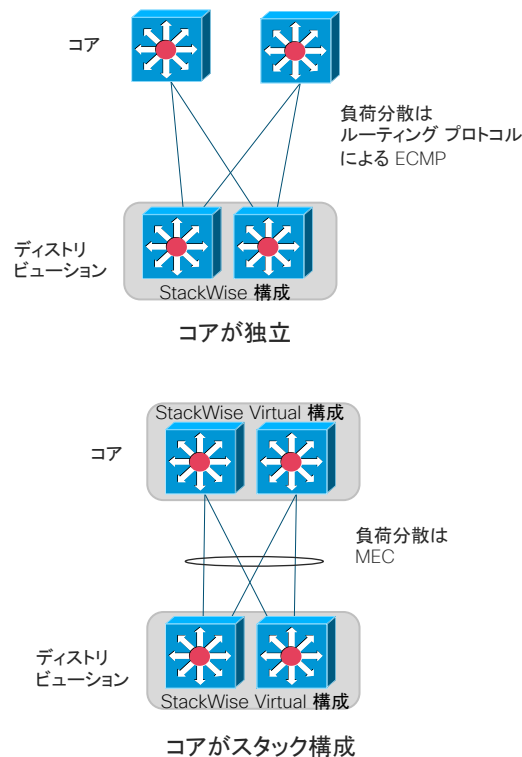 コア
負荷分散は
ルーティング プロトコル
による ECMP
ディストリ
ビューション
StackWise 構成
コアが独立
StackWise Virtual 構成
コア
負荷分散は
MEC
ディストリ
ビューション
StackWise Virtual 構成
コアがスタック構成